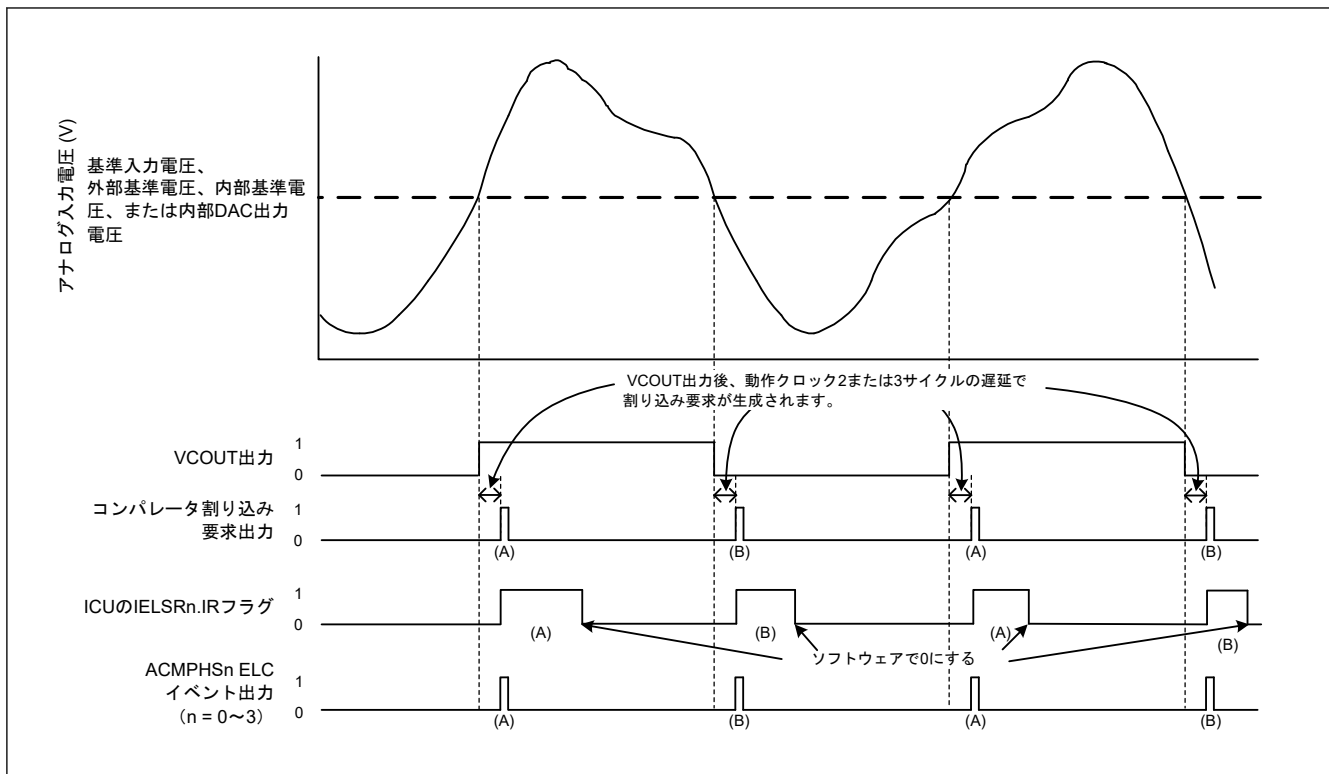 アナログ入力電圧 (V)
基準入力電圧、
外部基準電圧、内部基準電
圧、または内部DAC出力
電圧
VCOUT出力後、動作クロック2または3サイクルの遅延で
割り込み要求が生成されます。
VCOUT出力
1
0
コンパレータ割り込み
要求出力
1
0
(A)
(B)
(A)
(B)
ICUのIELSRn.IRフラグ
1
0
(A)
(B)
(A)
(B)
ソフトウェアで0にする
ACMPHSn ELC
イベント出力
（n = 0～3）
1
0
(A)
(B)
(A)
(B)